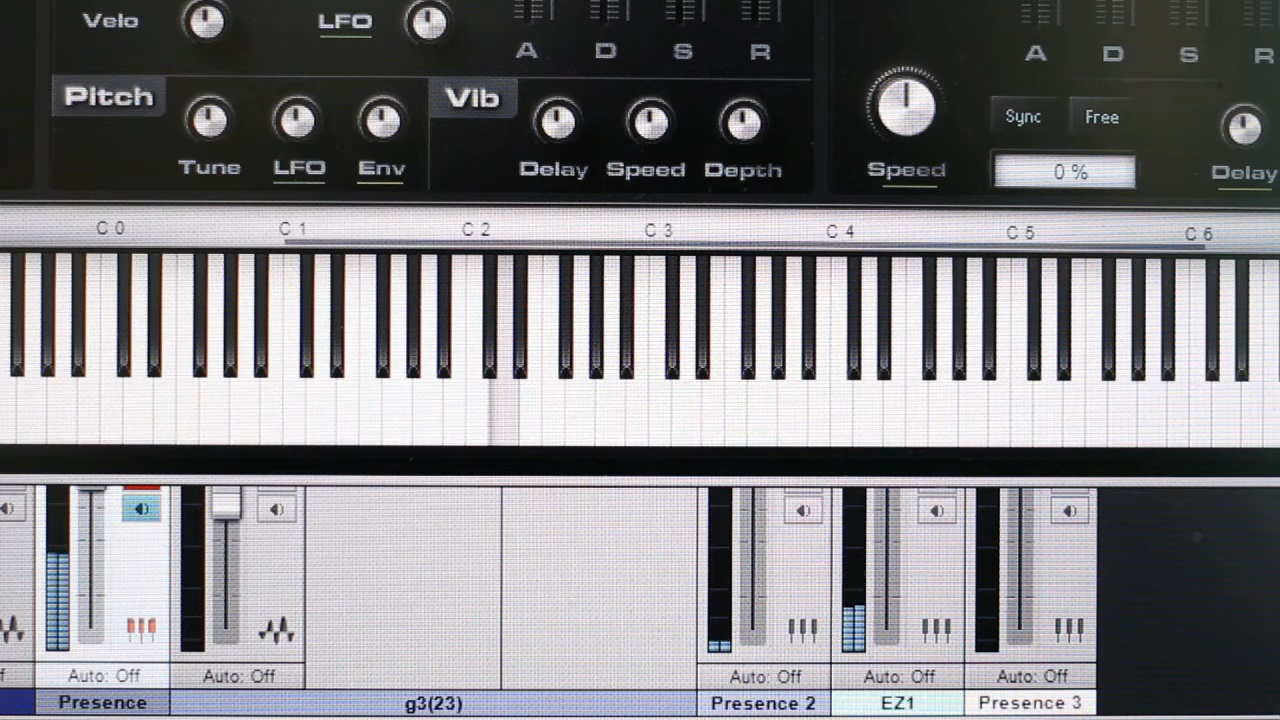 Velo LFO A D S R A D S R
Pitch Vib
Sync Free
Tune LFO Env Delay Speed Depth Speed 0 % Delay
C 0 C 1 C 2 C 3 C 4 C 5 C 6
Auto: Off Auto: Off Auto: Off Auto: Off Auto: Off
Presence g3(23) Presence 2 EZ1 Presence 3